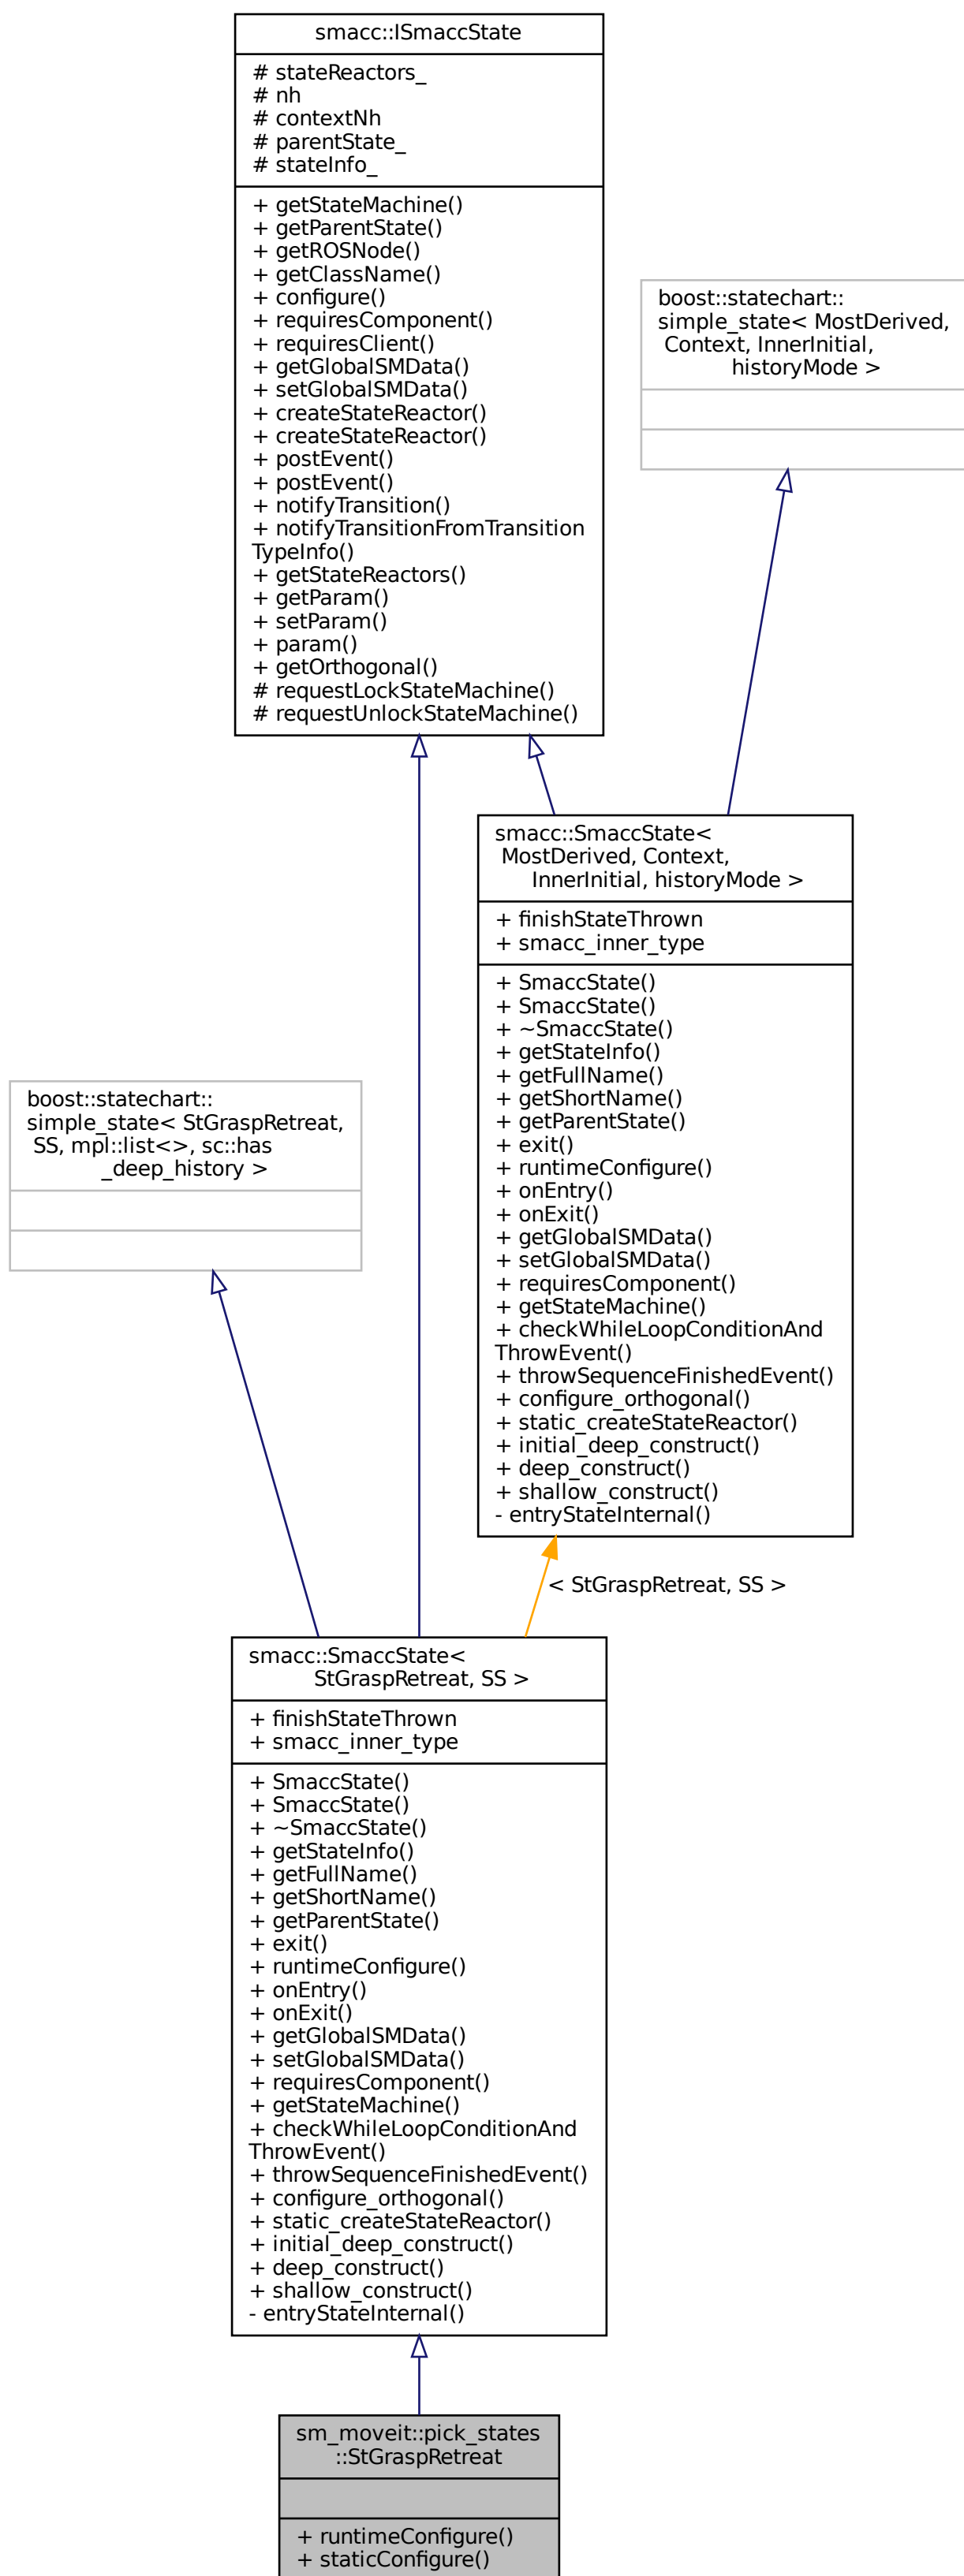 smacc::ISmaccState
# stateReactors_
# nh
# contextNh
# parentState_
# stateInfo_
+ getStateMachine()
+ getParentState()
+ getROSNode()
+ getClassName()
+ configure()
+ requiresComponent()
+ requiresClient()
+ getGlobalSMData()
+ setGlobalSMData()
+ createStateReactor()
+ createStateReactor()
+ postEvent()
+ postEvent()
+ notifyTransition()
+ notifyTransitionFromTransition
TypeInfo()
+ getStateReactors()
+ getParam()
+ setParam()
+ param()
+ getOrthogonal()
# requestLockStateMachine()
# requestUnlockStateMachine()
boost::statechart::
simple_state< MostDerived,
Context, InnerInitial,
historyMode >
smacc::SmaccState<
MostDerived, Context,
InnerInitial, historyMode >
+ finishStateThrown
+ smacc_inner_type
+ SmaccState()
+ SmaccState()
+ ~SmaccState()
+ getStateInfo()
+ getFullName()
+ getShortName()
+ getParentState()
+ exit()
+ runtimeConfigure()
+ onEntry()
+ onExit()
+ getGlobalSMData()
+ setGlobalSMData()
+ requiresComponent()
+ getStateMachine()
+ checkWhileLoopConditionAnd
ThrowEvent()
+ throwSequenceFinishedEvent()
+ configure_orthogonal()
+ static_createStateReactor()
+ initial_deep_construct()
+ deep_construct()
+ shallow_construct()
- entryStateInternal()
boost::statechart::
simple_state< StGraspRetreat,
SS, mpl::list<>, sc::has
_deep_history >
< StGraspRetreat, SS >
smacc::SmaccState<
StGraspRetreat, SS >
+ finishStateThrown
+ smacc_inner_type
+ SmaccState()
+ SmaccState()
+ ~SmaccState()
+ getStateInfo()
+ getFullName()
+ getShortName()
+ getParentState()
+ exit()
+ runtimeConfigure()
+ onEntry()
+ onExit()
+ getGlobalSMData()
+ setGlobalSMData()
+ requiresComponent()
+ getStateMachine()
+ checkWhileLoopConditionAnd
ThrowEvent()
+ throwSequenceFinishedEvent()
+ configure_orthogonal()
+ static_createStateReactor()
+ initial_deep_construct()
+ deep_construct()
+ shallow_construct()
- entryStateInternal()
sm_moveit::pick_states
::StGraspRetreat
+ runtimeConfigure()
+ staticConfigure()